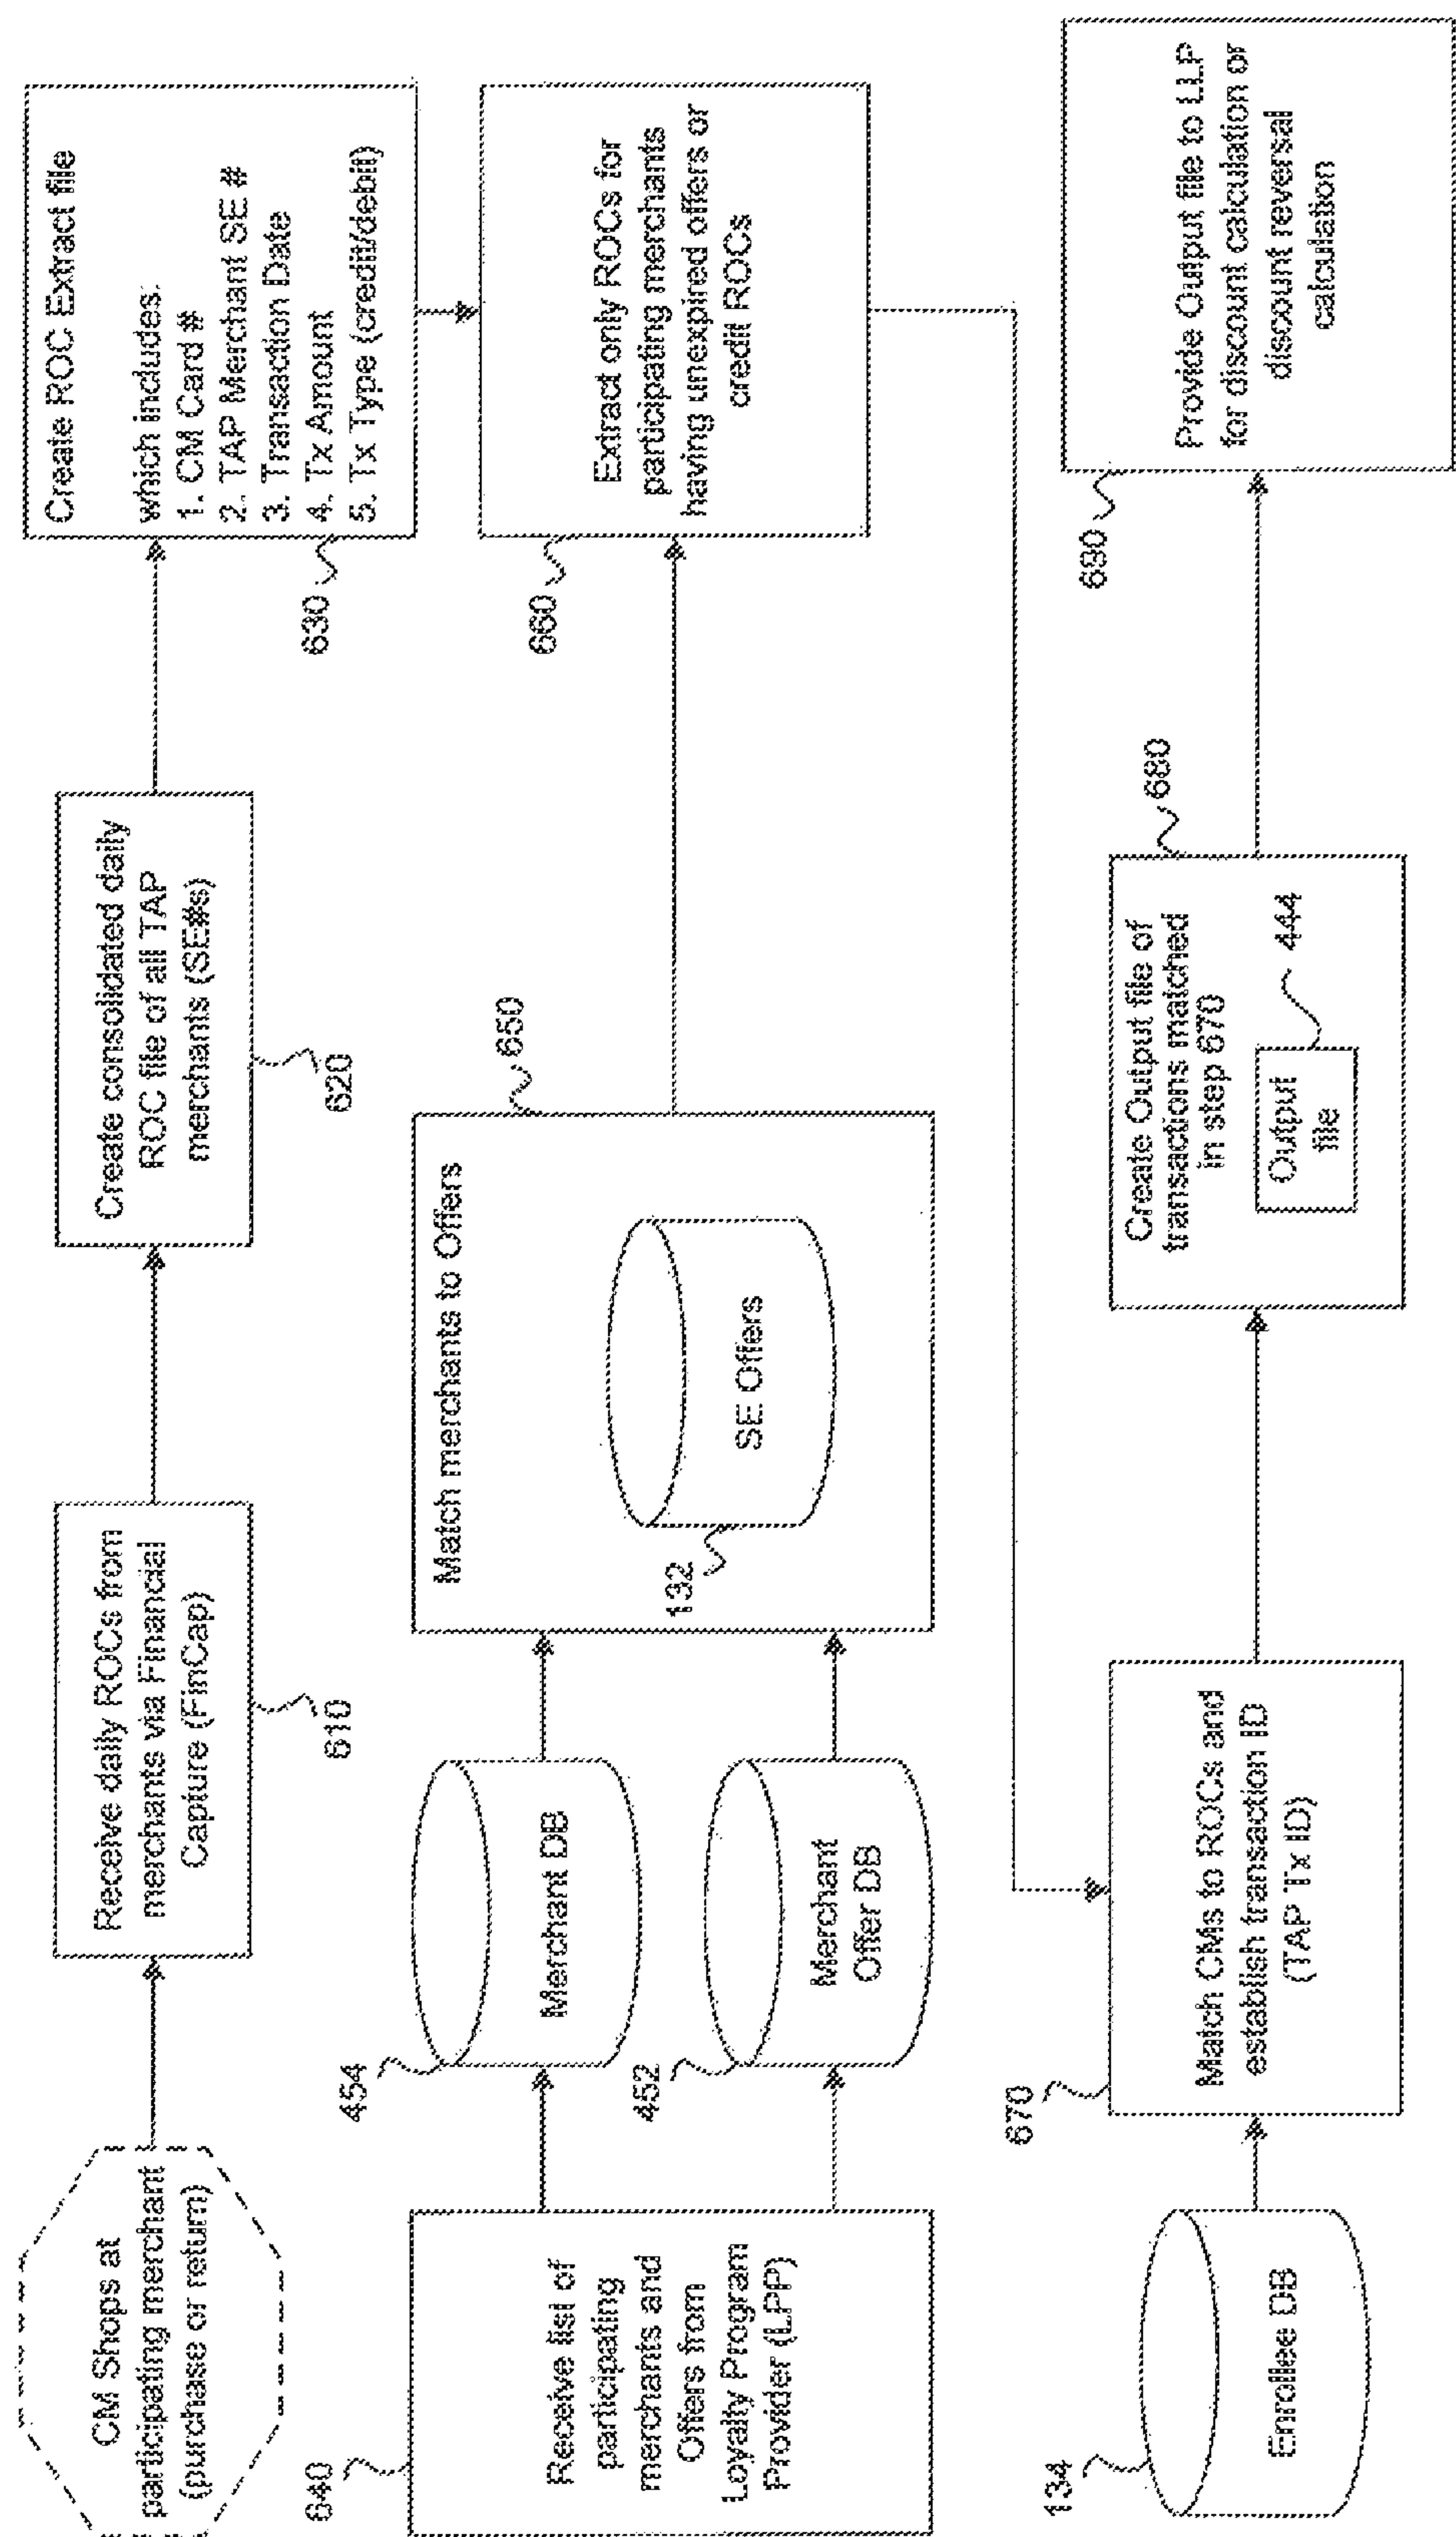 CM Shops at
participating merchant
(purchase or return)
Receive daily ROCs from
merchants via Financial
Capture (FinCap)
610
Create consolidated daily
ROC file of all TAP
merchants (SE#s)
620
Create ROC Extract file
which includes:
1. CM Card #
2. TAP Merchant SE #
3. Transaction Date
4. Tx Amount
5. Tx Type (credit/debit)
630
640
Receive list of
participating
merchants and
Offers from
Loyalty Program
Provider (LPP)
454
Merchant DB
452
Merchant
Offer DB
650
Match merchants to Offers
132
SE Offers
660
Extract only ROCs for
participating merchants
having unexpired offers or
credit ROCs
134
Enrollee DB
670
Match CMs to ROCs and
establish transaction ID
(TAP Tx ID)
680
Create Output file of
transactions matched
in step 670
Output
file
444
690
Provide Output file to LLP
for discount calculation or
discount reversal
calculation